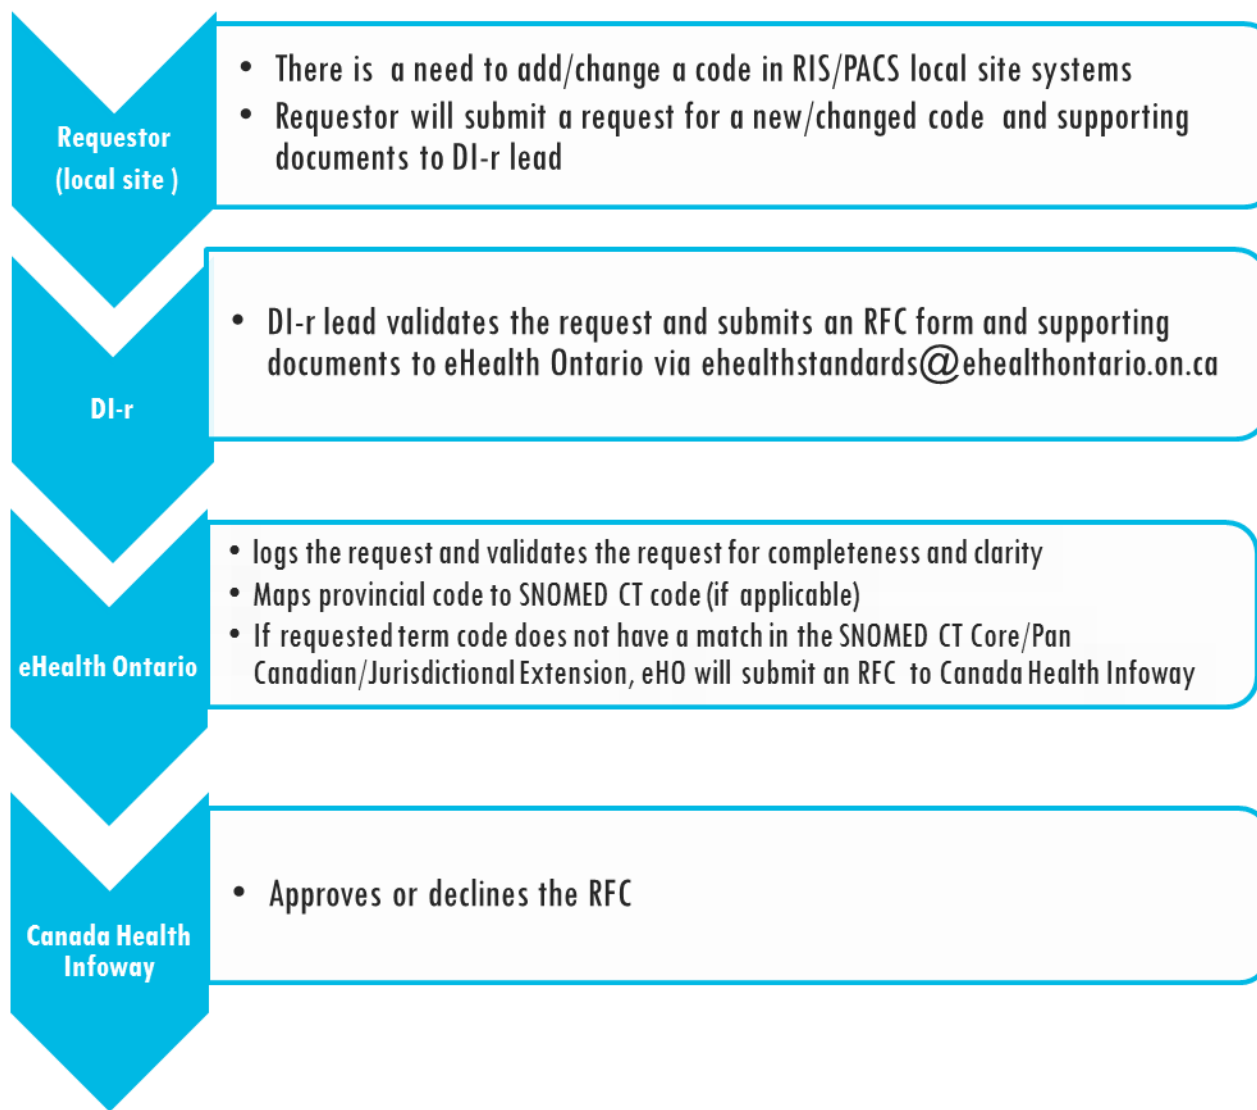 Requestor
(local site )
• There is a need to add/change a code in RIS/PACS local site systems
• Requestor will submit a request for a new/changed code and supporting
documents to DI-r lead
DI-r
• DI-r lead validates the request and submits an RFC form and supporting
documents to eHealth Ontario via ehealthstandards@ehealthontario.on.ca
eHealth Ontario
• logs the request and validates the request for completeness and clarity
• Maps provincial code to SNOMED CT code (if applicable)
• If requested term code does not have a match in the SNOMED CT Core/Pan
Canadian/Jurisdictional Extension, eHO will submit an RFC to Canada Health Infoway
Canada Health
Infoway
• Approves or declines the RFC